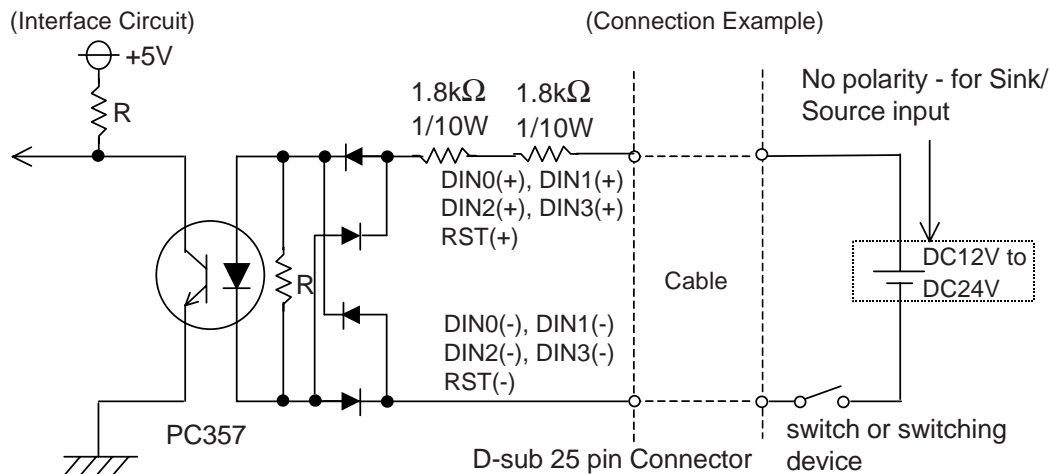 (Interface Circuit)
(Connection Example)
+5V
R
1.8kΩ
1/10W
1.8kΩ
1/10W
No polarity - for Sink/
Source input
DIN0(+), DIN1(+)
DIN2(+), DIN3(+)
RST(+)
R
Cable
DC12V to
DC24V
DIN0(-), DIN1(-)
DIN2(-), DIN3(-)
RST(-)
PC357
D-sub 25 pin Connector
switch or switching
device